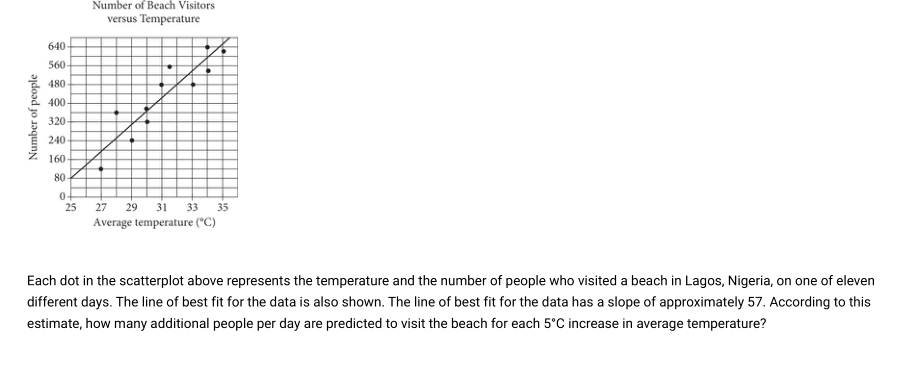 Number of Beach Visitors
versus Temperature
640
560
480
400
320
240
160
80
0
Number of people
25 27 29 31 33 35
Average temperature (°C)
Each dot in the scatterplot above represents the temperature and the number of people who visited a beach in Lagos, Nigeria, on one of eleven
different days. The line of best fit for the data is also shown. The line of best fit for the data has a slope of approximately 57. According to this
estimate, how many additional people per day are predicted to visit the beach for each 5°C increase in average temperature?